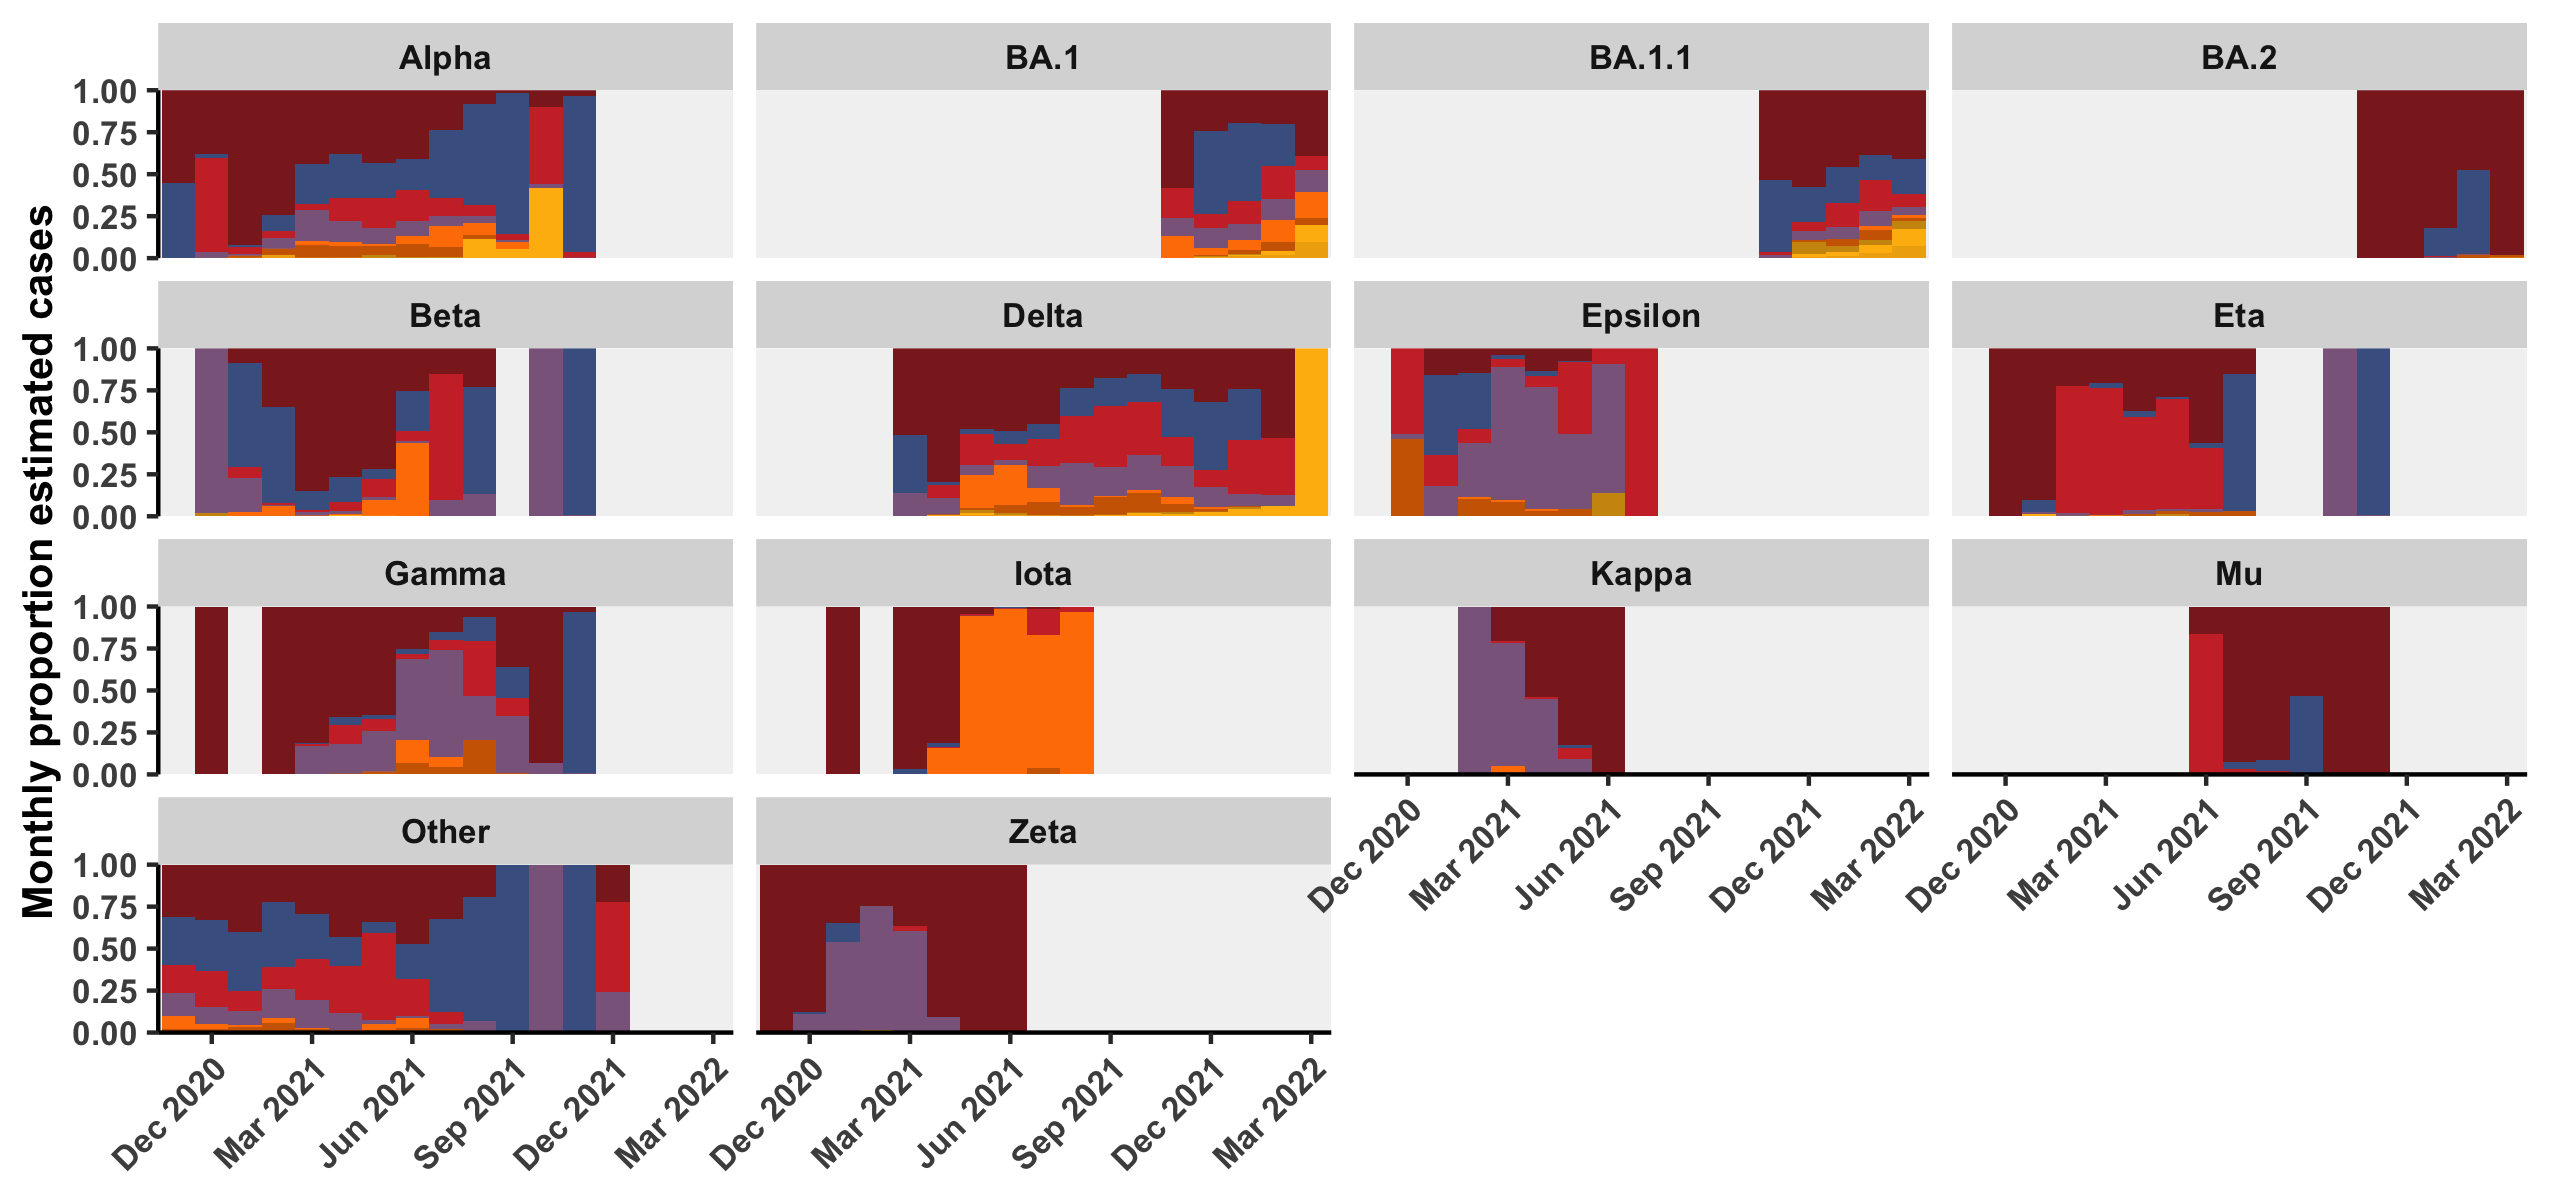 Monthly proportion estimated cases
Alpha
BA.1
BA.1.1
BA.2
1.00
0.75
0.50
0.25
0.00
Beta
Delta
Epsilon
Eta
1.00
0.75
0.50
0.25
0.00
Gamma
Iota
Kappa
Mu
1.00
0.75
0.50
0.25
0.00
Dec 2020
Mar 2021
Jun 2021
Sep 2021
Dec 2021
Mar 2022
Dec 2020
Mar 2021
Jun 2021
Sep 2021
Dec 2021
Mar 2022
Other
Zeta
1.00
0.75
0.50
0.25
0.00
Dec 2020
Mar 2021
Jun 2021
Sep 2021
Dec 2021
Mar 2022
Dec 2020
Mar 2021
Jun 2021
Sep 2021
Dec 2021
Mar 2022